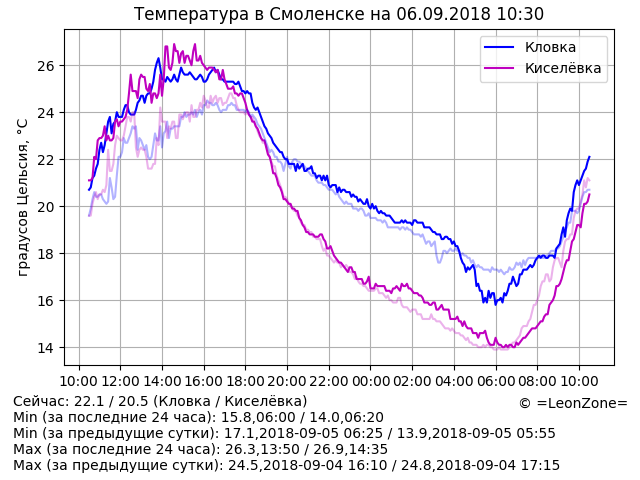 Температура в Смоленске на 06.09.2018 10:30
Кловка
Киселёвка
градусов Цельсия, °C
26
24
22
20
18
16
14
10:00 12:00 14:00 16:00 18:00 20:00 22:00 00:00 02:00 04:00 06:00 08:00 10:00
Сейчас: 22.1 / 20.5 (Кловка / Киселёвка)
© =LeonZone=
Min (за последние 24 часа): 15.8,06:00 / 14.0,06:20
Min (за предыдущие сутки): 17.1,2018-09-05 06:25 / 13.9,2018-09-05 05:55
Max (за последние 24 часа): 26.3,13:50 / 26.9,14:35
Max (за предыдущие сутки): 24.5,2018-09-04 16:10 / 24.8,2018-09-04 17:15